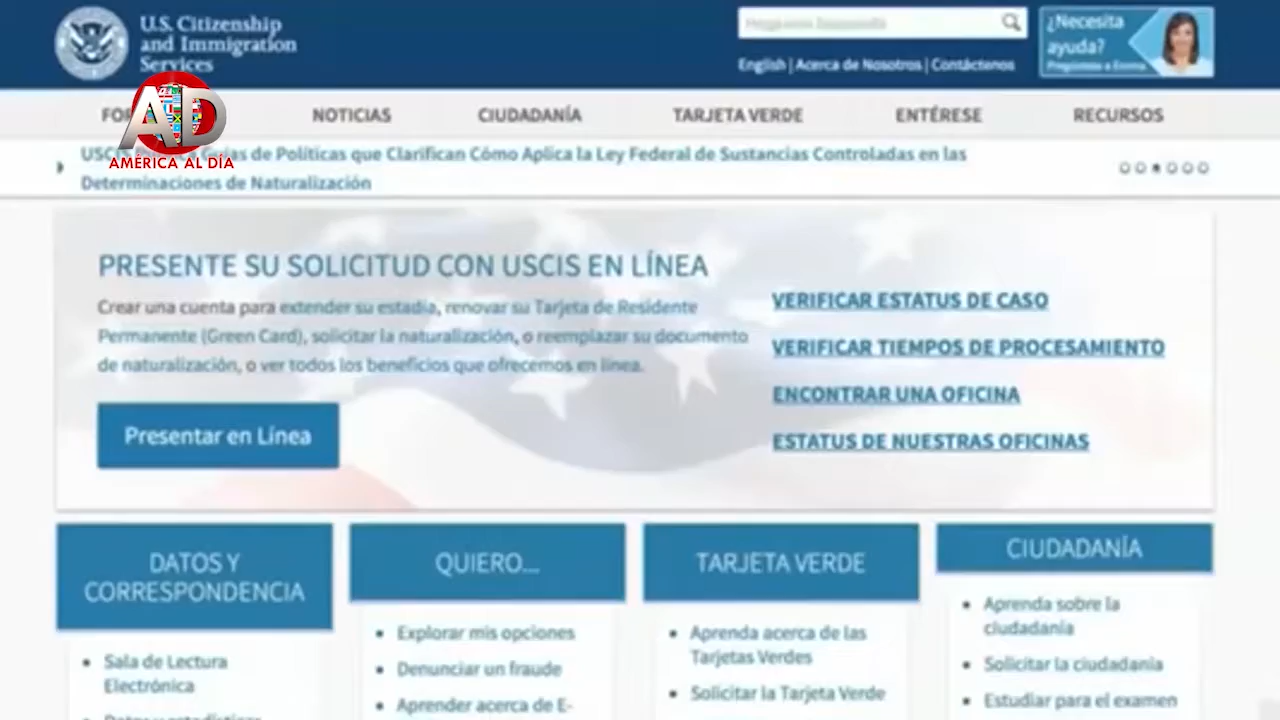 U.S. Citizenship
and Immigration
Services
¿Necesita
ayuda?
Pregúntele a Emma
English | Acerca de Nosotros | Contáctenos
AD
AMÉRICA AL DÍA
NOTICIAS
CIUDADANÍA
TARJETA VERDE
ENTÉRESE
RECURSOS
USCIS Guías de Políticas que Clarifican Cómo Aplica la Ley Federal de Sustancias Controladas en las
Determinaciones de Naturalización
PRESENTE SU SOLICITUD CON USCIS EN LÍNEA
Crear una cuenta para extender su estadía, renovar su Tarjeta de Residente
Permanente (Green Card), solicitar la naturalización, o reemplazar su documento
de naturalización, o ver todos los beneficios que ofrecemos en línea.
Presentar en Línea
VERIFICAR ESTATUS DE CASO
VERIFICAR TIEMPOS DE PROCESAMIENTO
ENCONTRAR UNA OFICINA
ESTATUS DE NUESTRAS OFICINAS
DATOS Y
CORRESPONDENCIA
Sala de Lectura
Electrónica
QUIERO...
Explorar mis opciones
Denunciar un fraude
Aprender acerca de E-
TARJETA VERDE
Aprenda acerca de las
Tarjetas Verdes
Solicitar la Tarjeta Verde
CIUDADANÍA
Aprenda sobre la
ciudadanía
Solicitar la ciudadanía
Estudiar para el examen